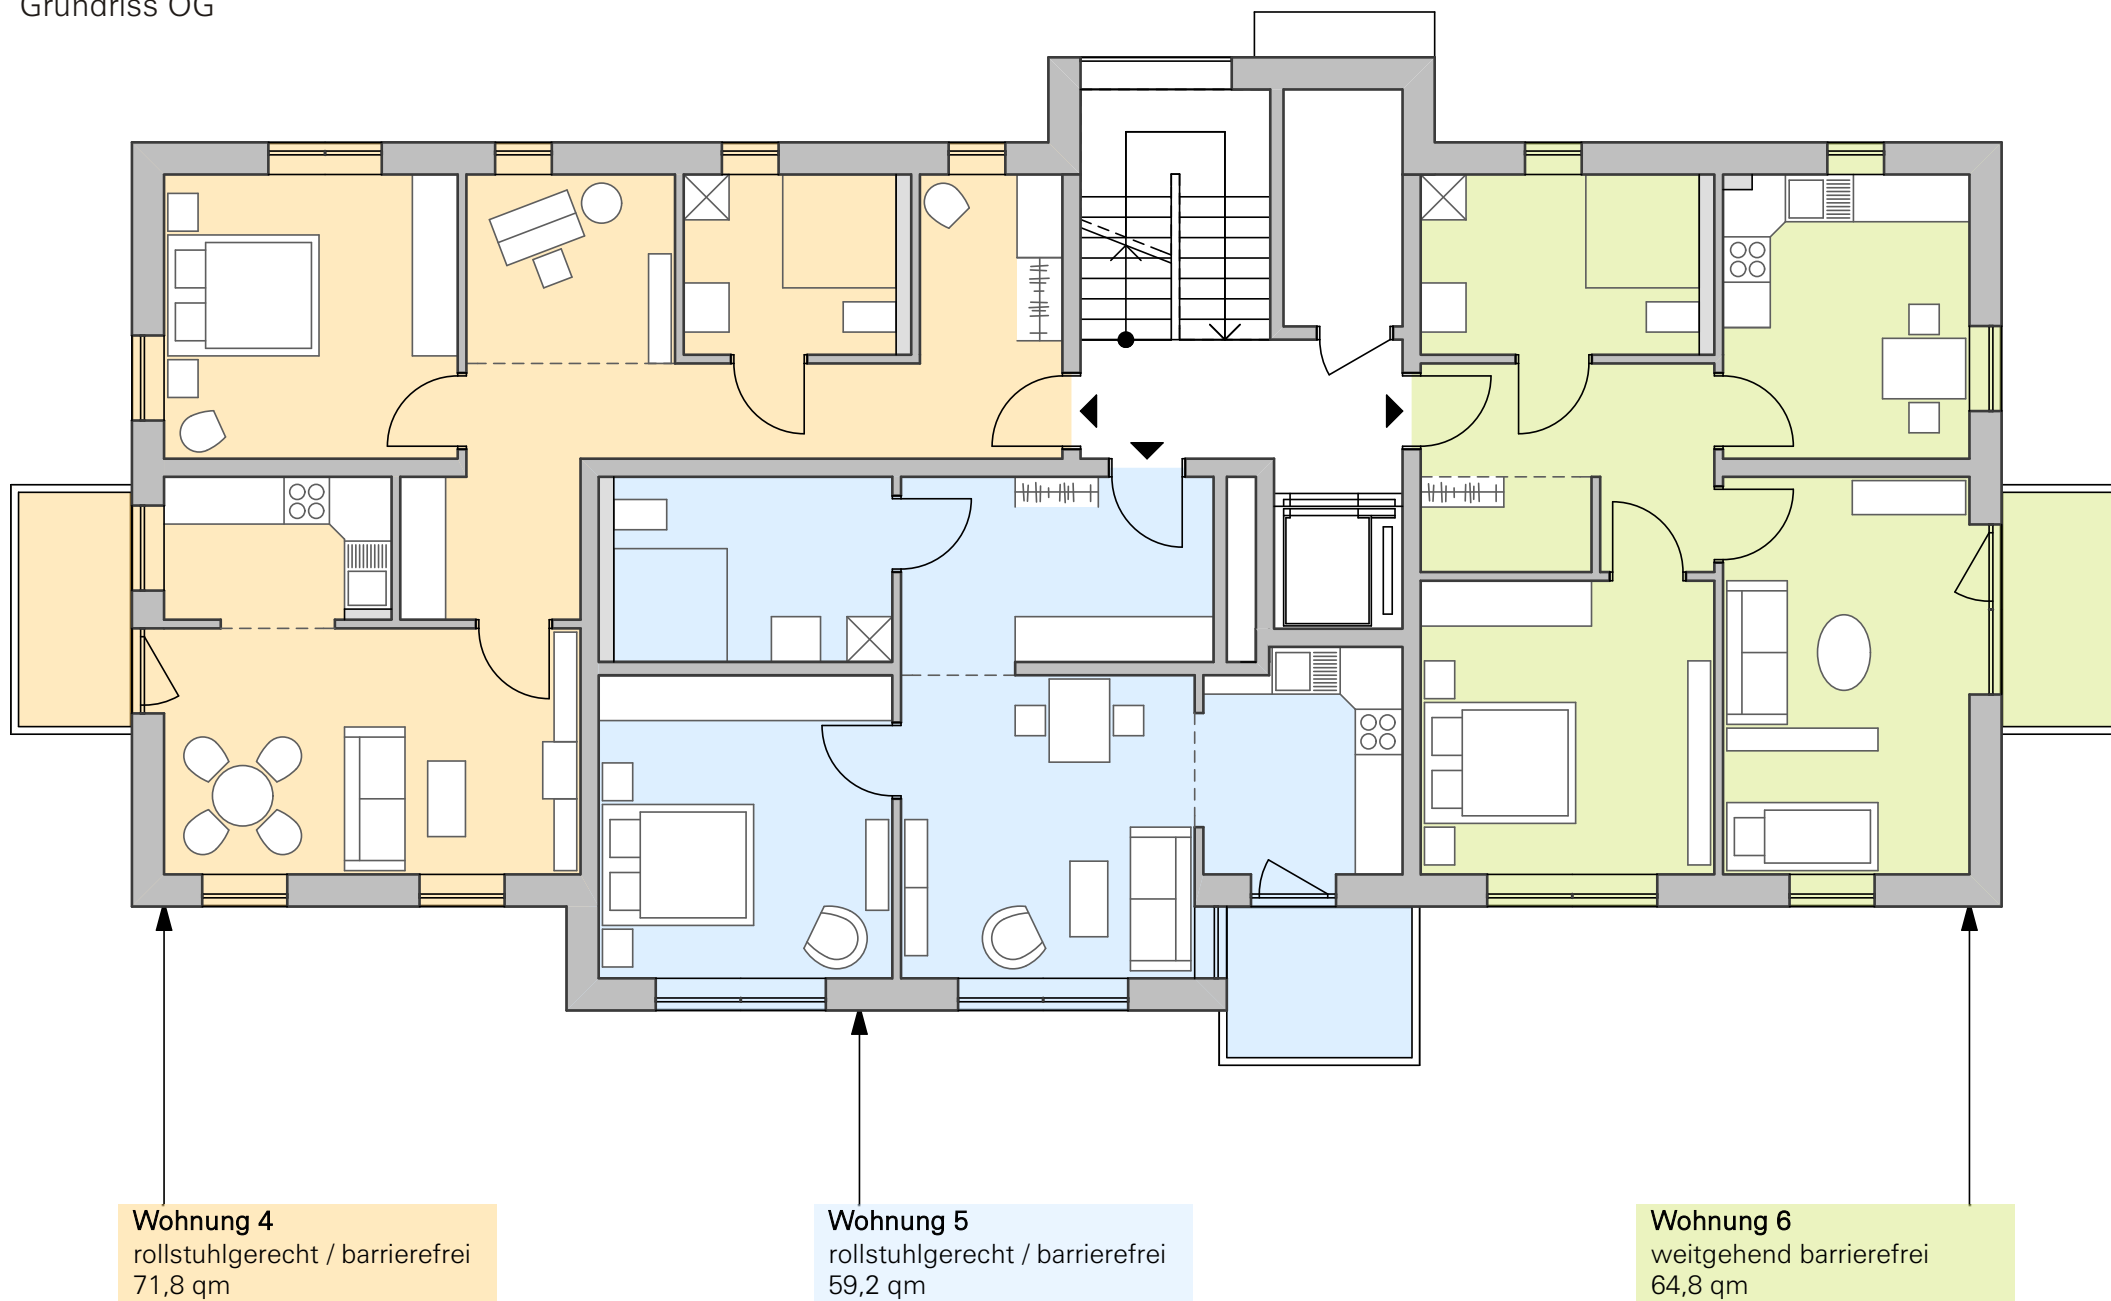 Grundriss OG
Wohnung 4
rollstuhlgerecht / barrierefrei
71,8 qm
Wohnung 5
rollstuhlgerecht / barrierefrei
59,2 qm
Wohnung 6
weitgehend barrierefrei
64,8 qm